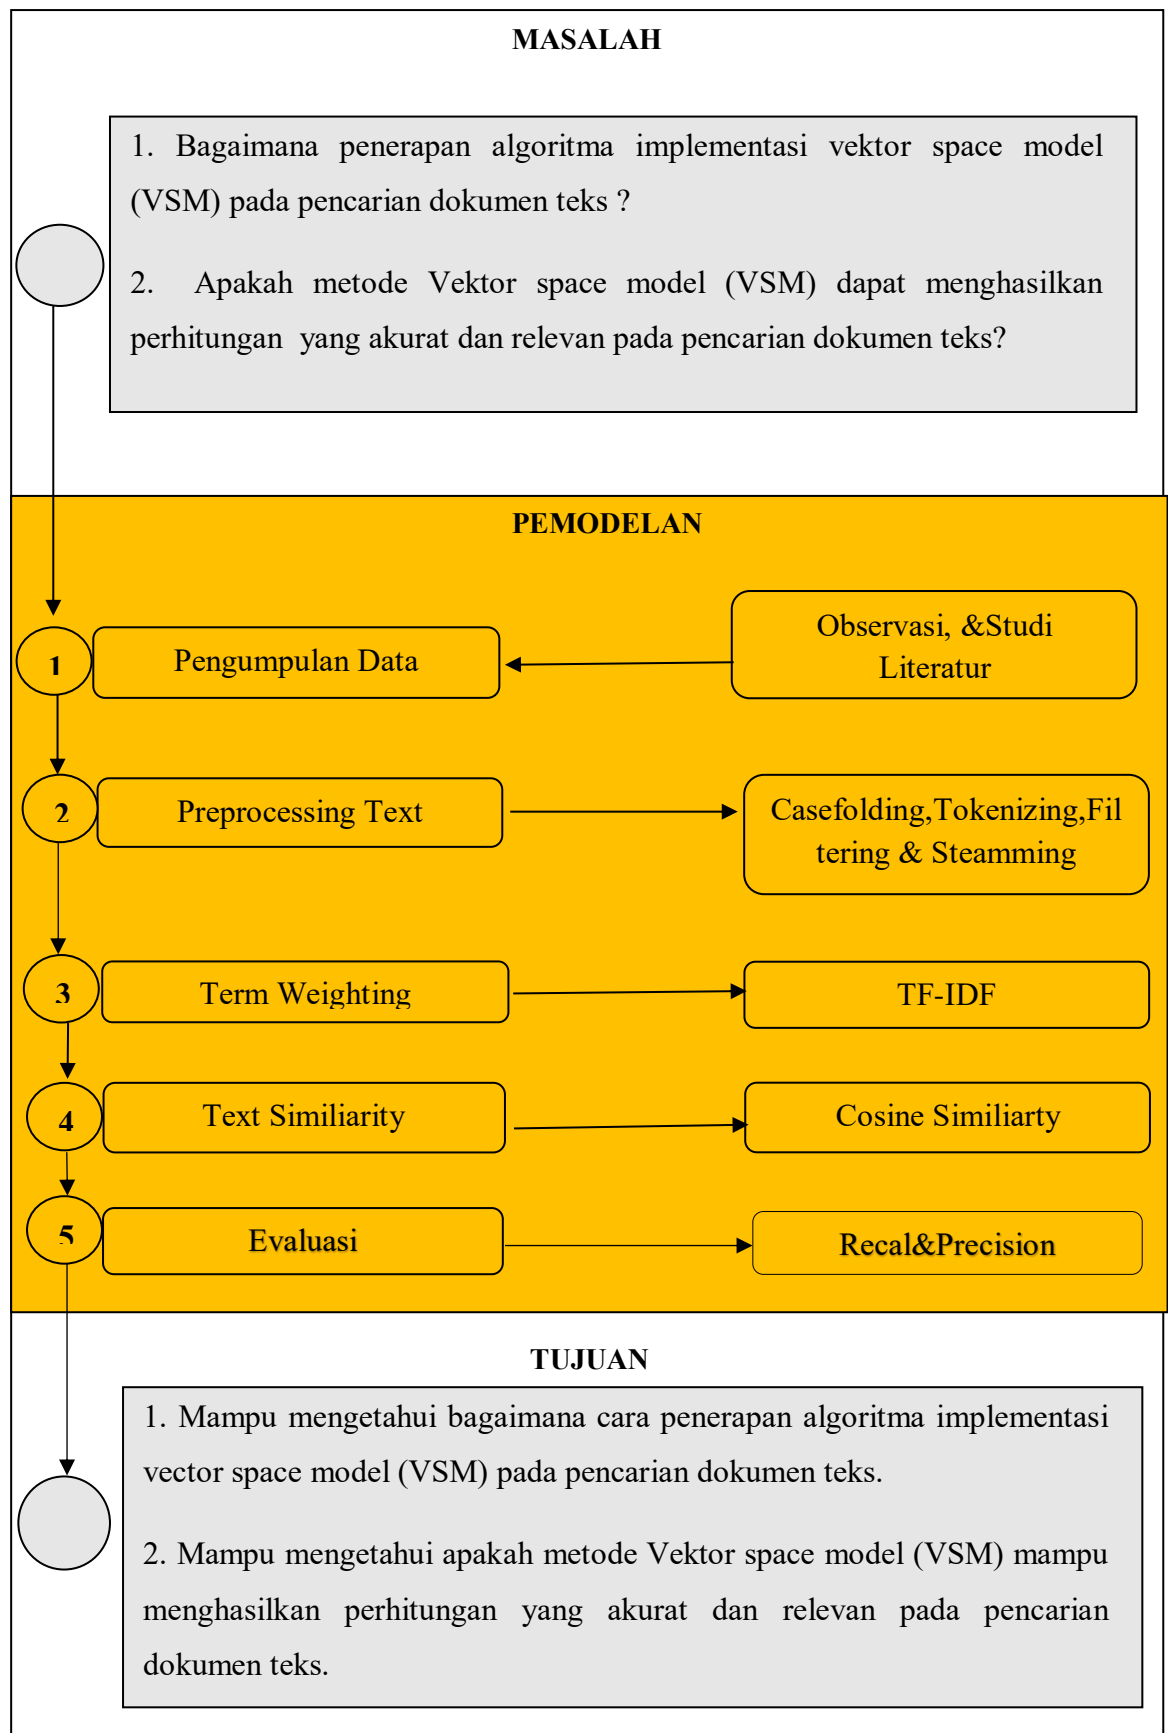 MASALAH
1. Bagaimana penerapan algoritma implementasi vektor space model
(VSM) pada pencarian dokumen teks ?
2. Apakah metode Vektor space model (VSM) dapat menghasilkan
perhitungan yang akurat dan relevan pada pencarian dokumen teks?
PEMODELAN
1
Pengumpulan Data
Observasi, &Studi
Literatur
2
Preprocessing Text
Casefolding,Tokenizing,Fil
tering & Steamming
3
Term Weighting
TF-IDF
4
Text Similiarity
Cosine Similiarty
5
Evaluasi
Recal&Precision
TUJUAN
1. Mampu mengetahui bagaimana cara penerapan algoritma implementasi
vector space model (VSM) pada pencarian dokumen teks.
2. Mampu mengetahui apakah metode Vektor space model (VSM) mampu
menghasilkan perhitungan yang akurat dan relevan pada pencarian
dokumen teks.